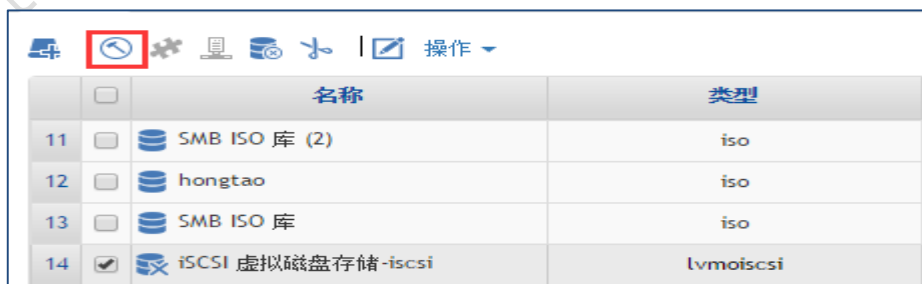 操作
名称 类型
11 SMB ISO 库 (2) iso
12 hongtao iso
13 SMB ISO 库 iso
14 iSCSI 虚拟磁盘存储-iscsi lvmoiscsi